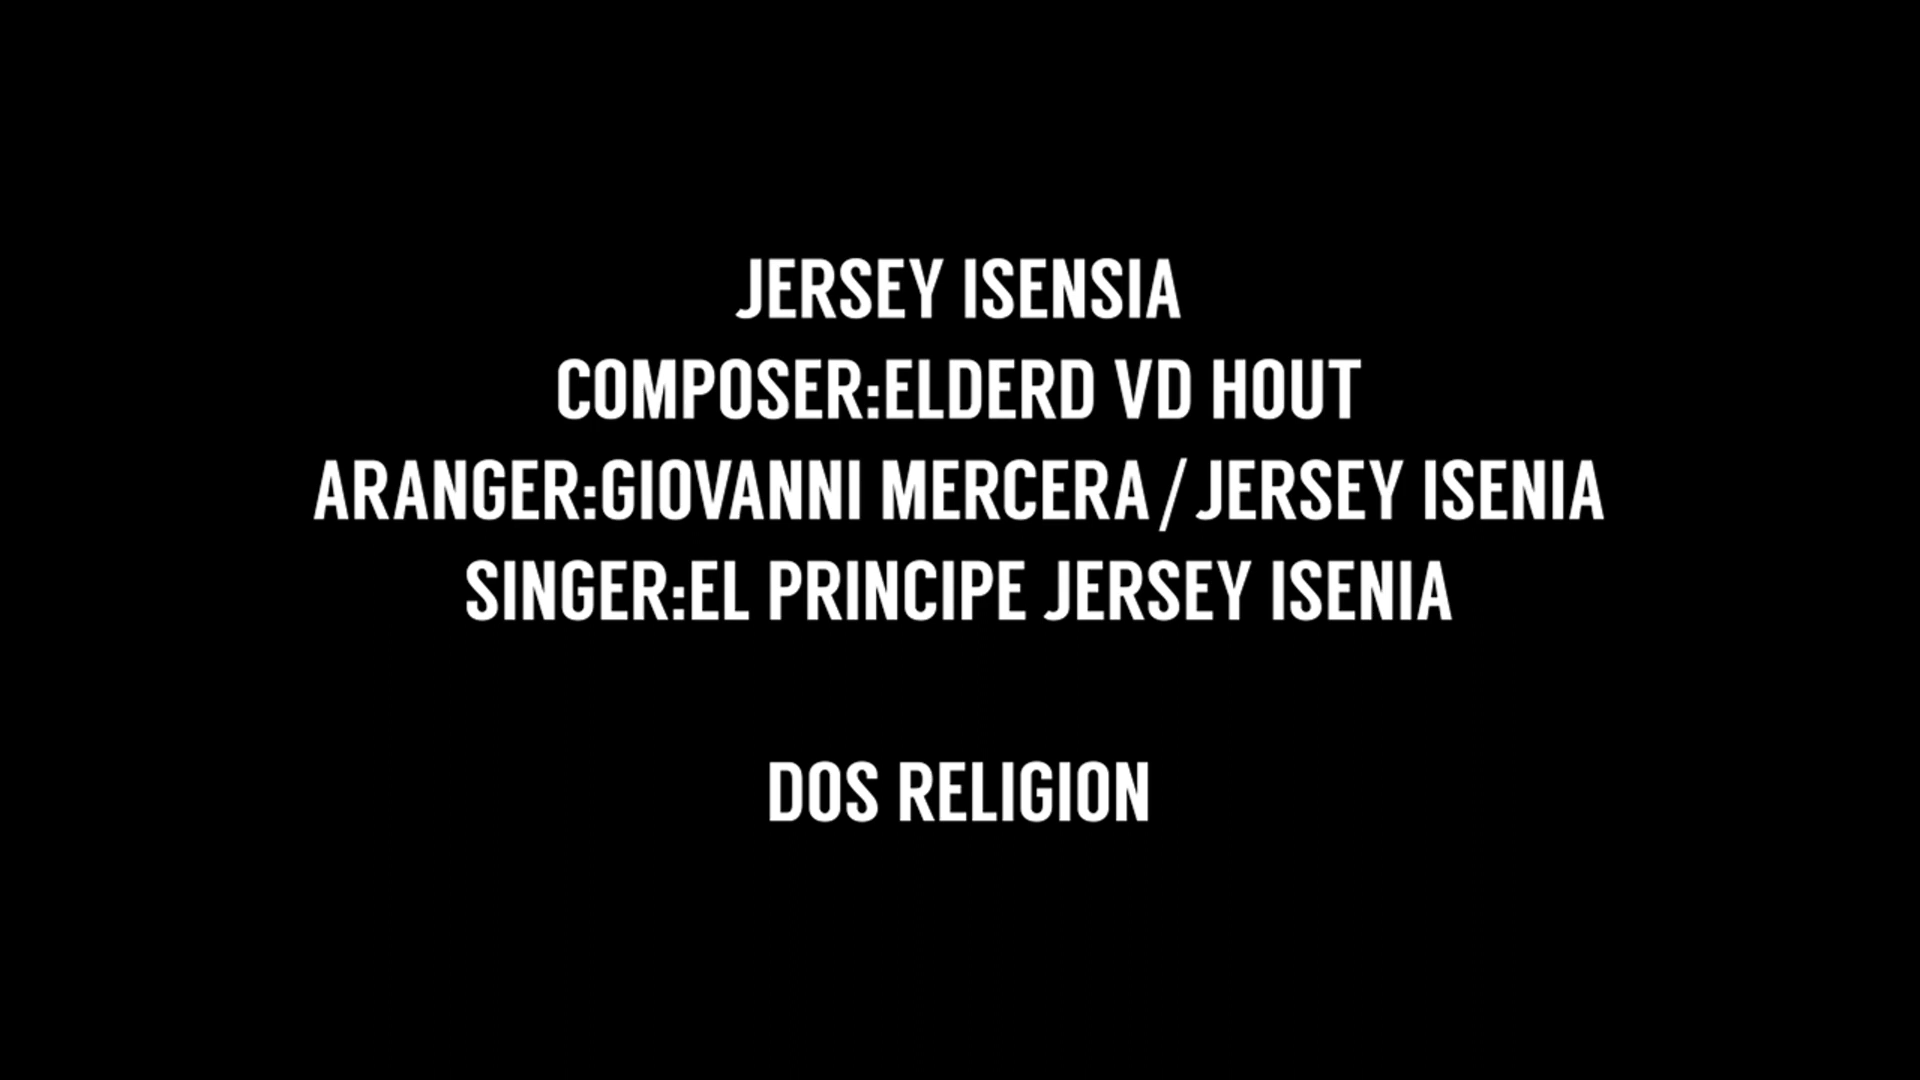 JERSEY ISENSIA
COMPOSER:ELDERD VD HOUT
ARANGER:GIOVANNI MERCERA/JERSEY ISENIA
SINGER:EL PRINCIPE JERSEY ISENIA
DOS RELIGION